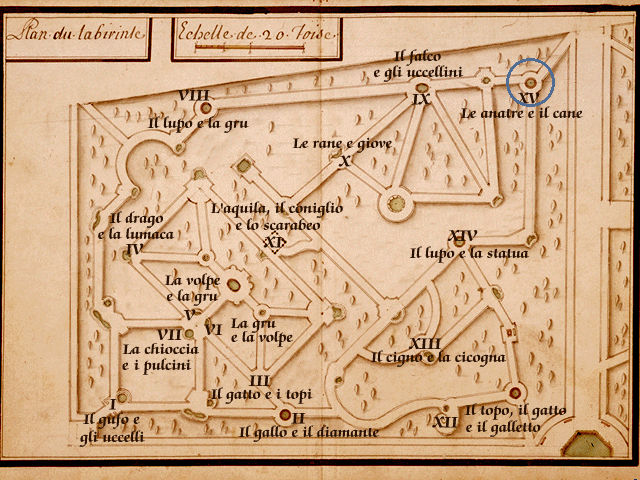 Plan du labirinte
Echelle de 20 Toise.
Il falco
e gli uccellini
IX
VIII
Il lupo e la gru
XV
Le anatre e il cane
Le rane e giove
X
L'aquila, il coniglio
e lo scarabeo
XI
Il drago
e la lumaca
IV
XIV
Il lupo e la statua
La volpe
e la gru
V
VI
VII
La gru
e la volpe
La chioccia
e i pulcini
XIII
Il cigno e la cicogna
III
Il gatto e i topi
I
Il gufo e
gli uccelli
II
Il gallo e il diamante
XII
Il topo, il gatto
e il galletto